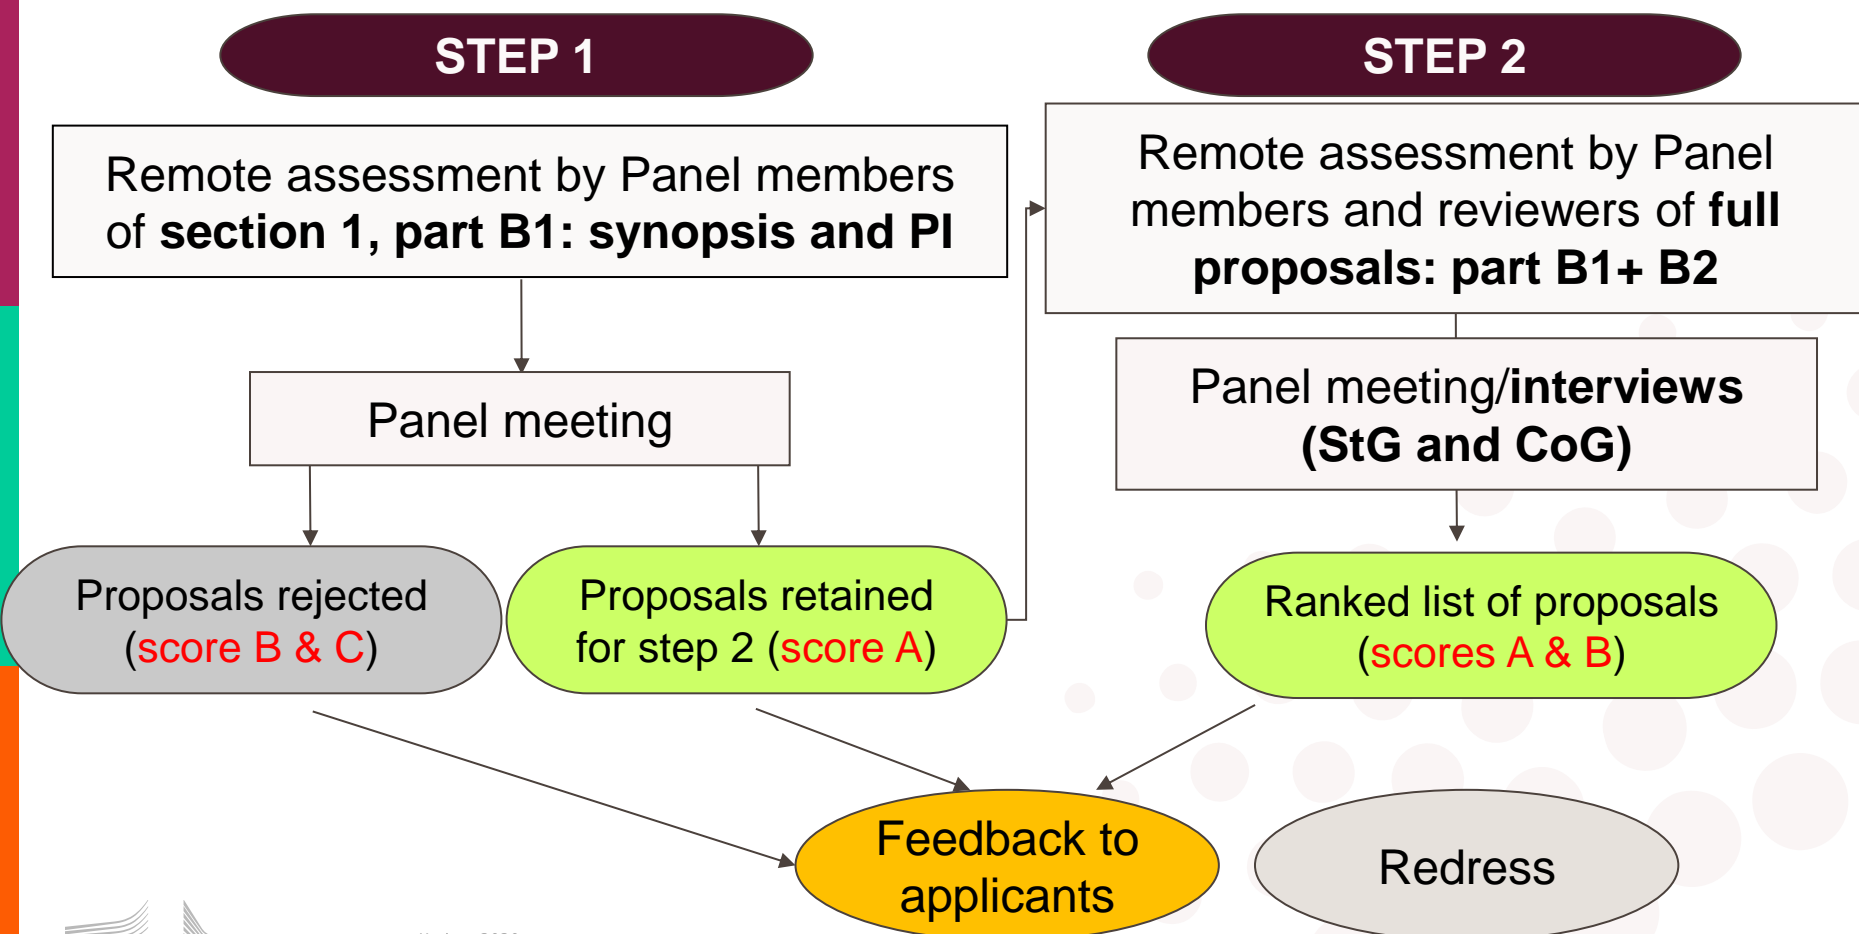 STEP 1
Remote assessment by Panel members
of section 1, part B1: synopsis and PI
Panel meeting
Proposals rejected
(score B & C)
Proposals retained
for step 2 (score A)
STEP 2
Remote assessment by Panel
members and reviewers of full
proposals: part B1+ B2
Panel meeting/interviews
(StG and CoG)
Ranked list of proposals
(scores A & B)
Feedback to
applicants
Redress